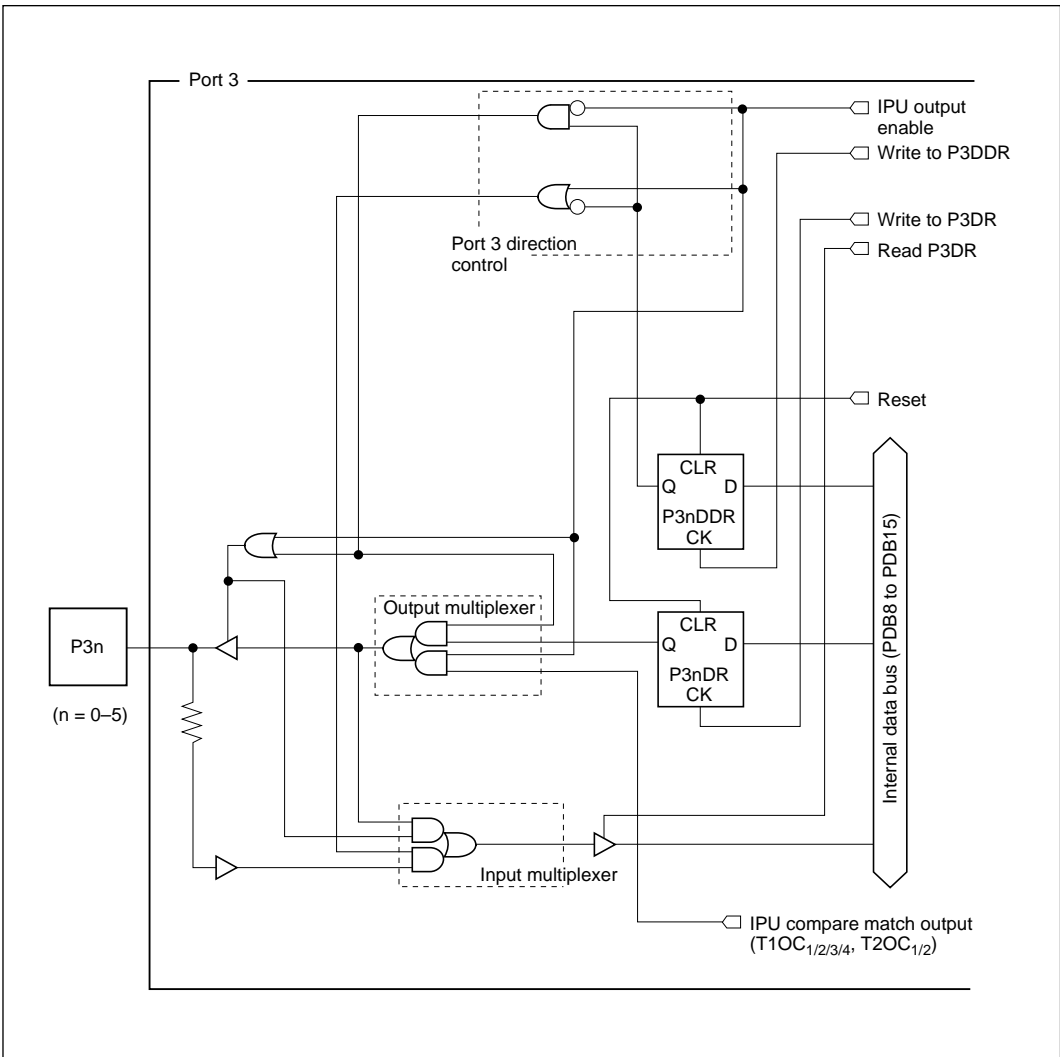 Port 3
IPU output
enable
Write to P3DDR
Write to P3DR
Port 3 direction
control
Read P3DR
Reset
CLR
Q D
P3nDDR
CK
Output multiplexer
CLR
Q D
P3nDR
CK
P3n
(n = 0–5)
Internal data bus (PDB8 to PDB15)
Input multiplexer
IPU compare match output
(T1OC1/2/3/4, T2OC1/2)